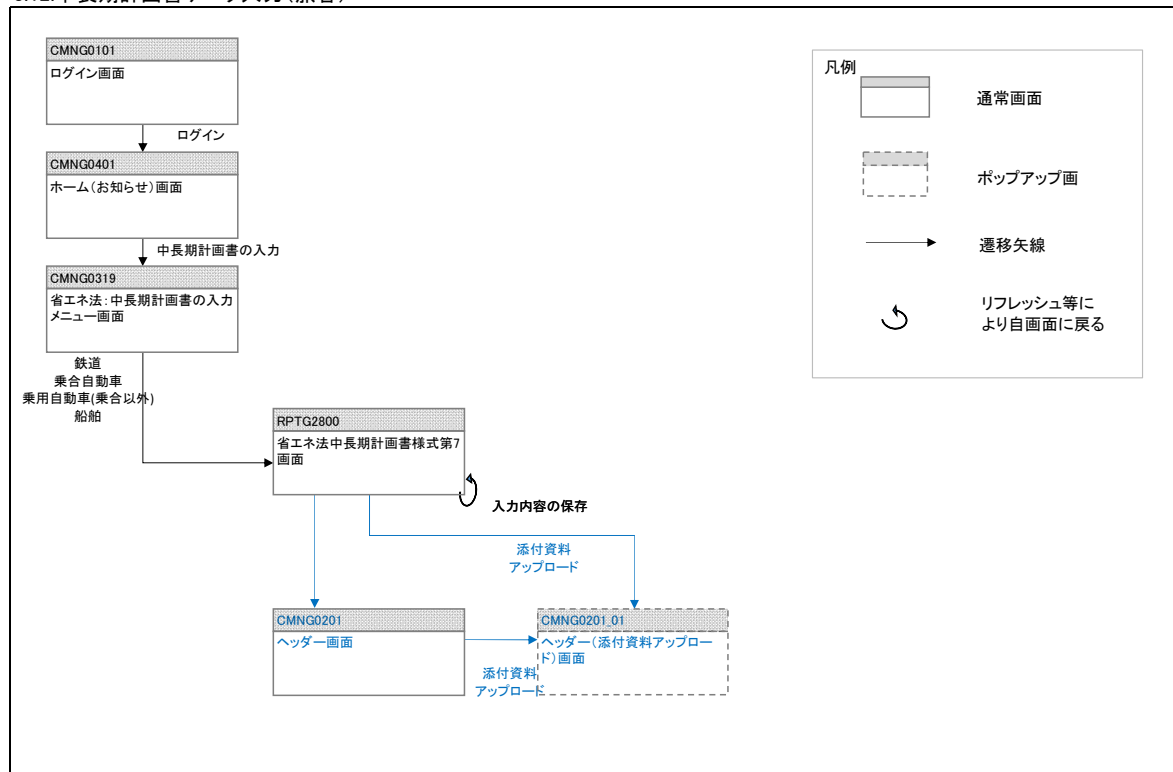 CMNG0101
ログイン画面
ログイン
CMNG0401
ホーム(お知らせ)画面
中長期計画書の入力
CMNG0319
省エネ法:中長期計画書の入力
メニュー画面
鉄道
乗合自動車
乗用自動車(乗合以外)
船舶
RPTG2800
省エネ法中長期計画書様式第7
画面
入力内容の保存
添付資料
アップロード
CMNG0201
ヘッダー画面
添付資料
アップロード
CMNG0201_01
ヘッダー(添付資料アップロー
ド)画面
凡例
通常画面
ポップアップ画
遷移矢線
リフレッシュ等に
より自画面に戻る